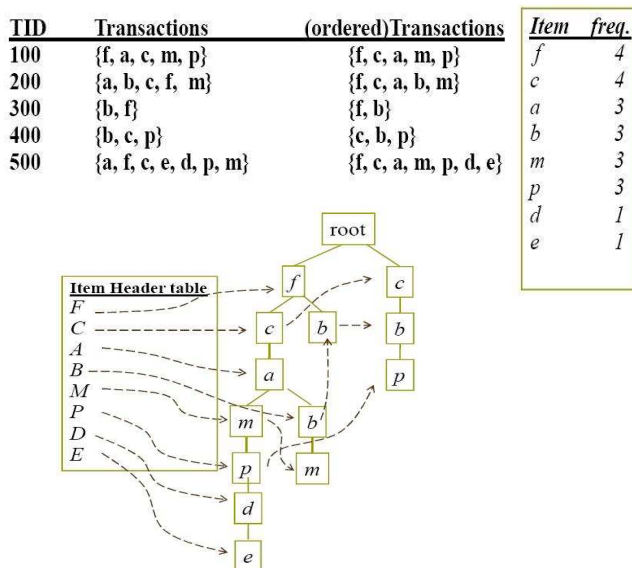 TID Transactions (ordered)Transactions
100 {f, a, c, m, p} {f, c, a, m, p}
200 {a, b, c, f, m} {f, c, a, b, m}
300 {b, f} {f, b}
400 {b, c, p} {c, b, p}
500 {a, f, c, e, d, p, m} {f, c, a, m, p, d, e}
Item freq.
f 4
c 4
a 3
b 3
m 3
p 3
d 1
e 1
root
f c
Item Header table
F
C
A
B
M
P
D
E
c b b
a p
m b
p m
d
e